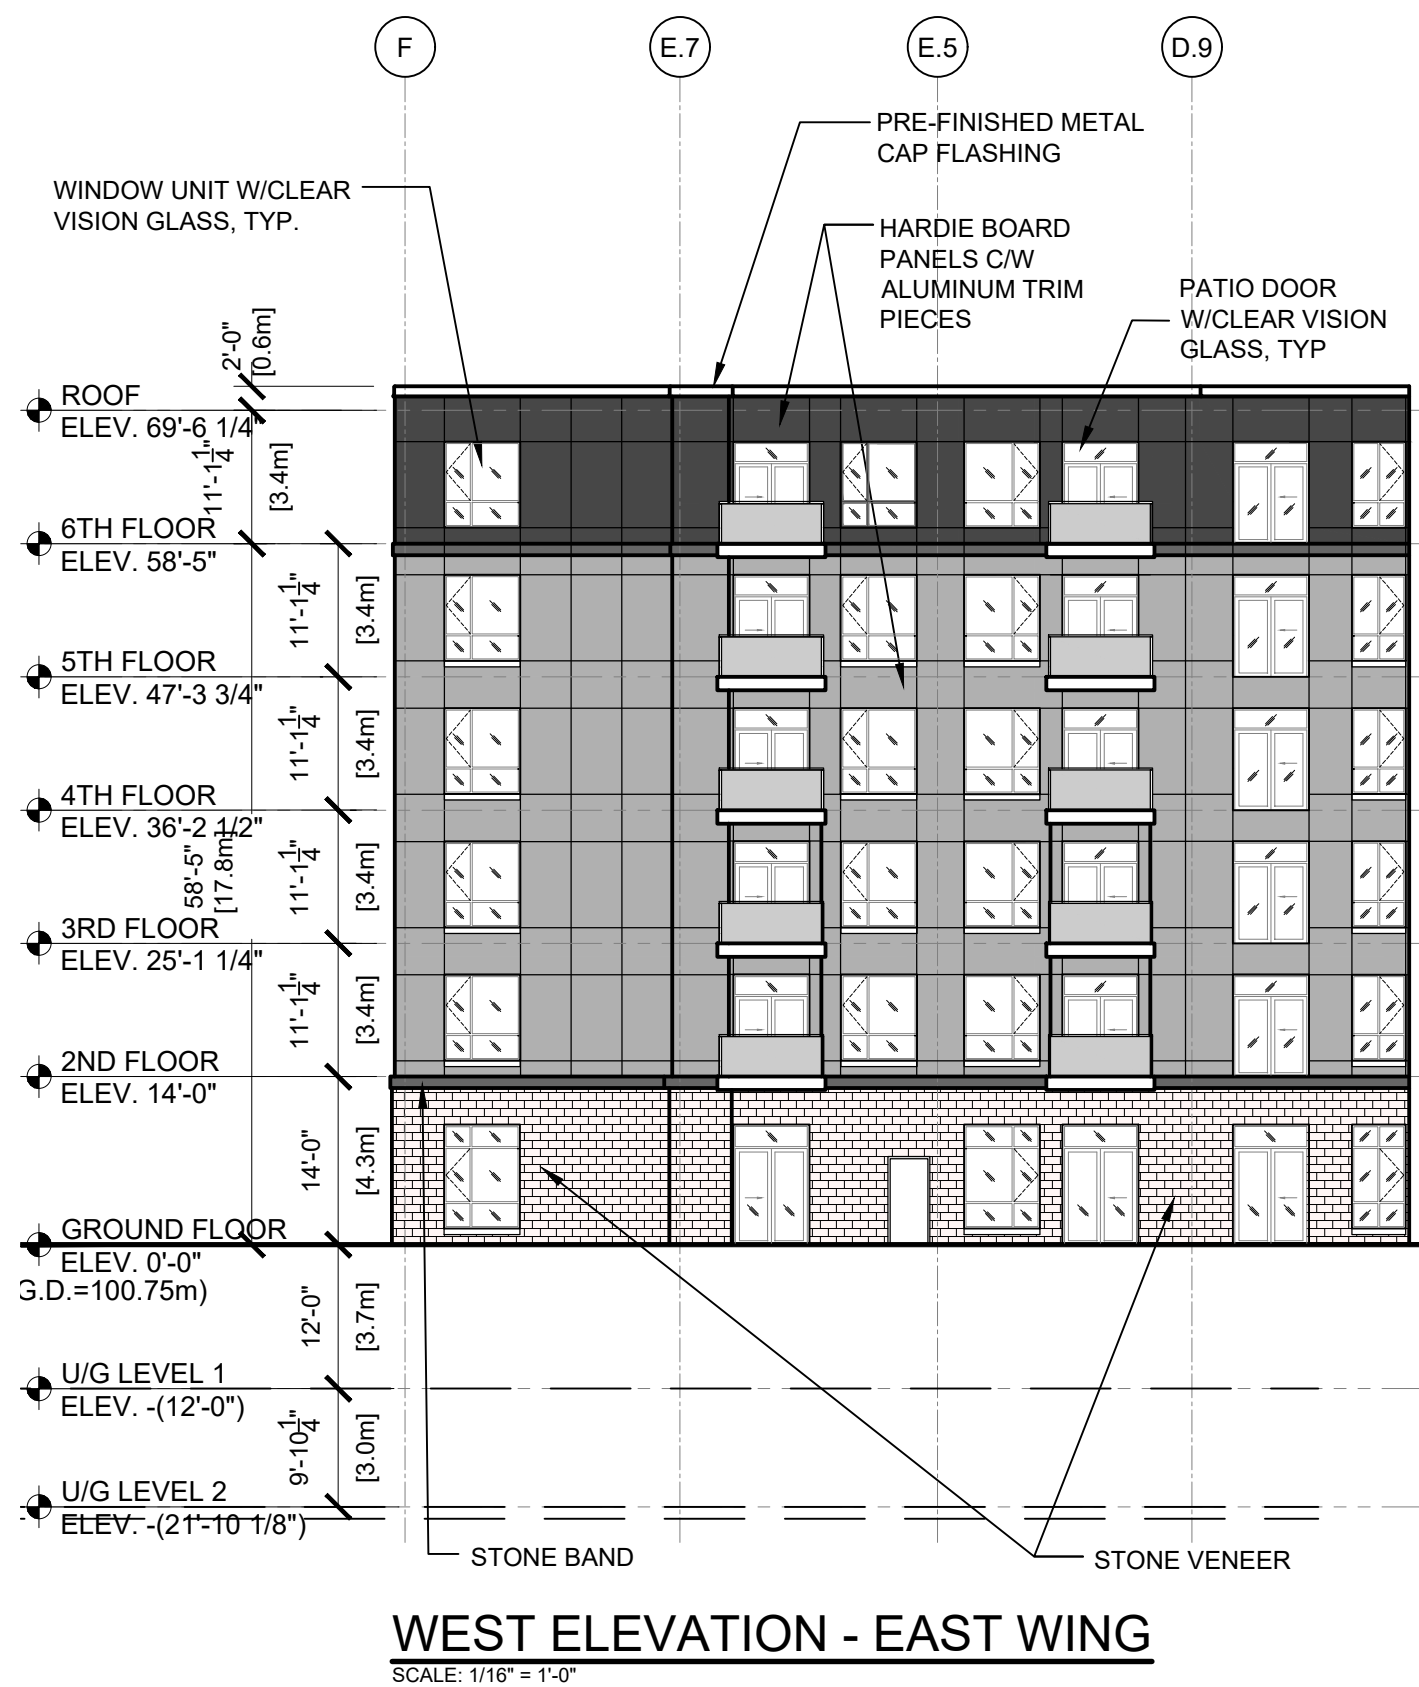 F
E.7
E.5
D.9
PRE-FINISHED METAL
CAP FLASHING
WINDOW UNIT W/CLEAR
VISION GLASS, TYP.
HARDIE BOARD
PANELS C/W
ALUMINUM TRIM
PIECES
PATIO DOOR
W/CLEAR VISION
GLASS, TYP
2'-0"
[0.6m]
ROOF
ELEV. 69'-6 1/4"
11'-1 1/4"
[3.4m]
6TH FLOOR
ELEV. 58'-5"
11'-1 1/4"
[3.4m]
5TH FLOOR
ELEV. 47'-3 3/4"
11'-1 1/4"
[3.4m]
4TH FLOOR
ELEV. 36'-2 1/2"
58'-5"
[17.8m]
11'-1 1/4"
[3.4m]
3RD FLOOR
ELEV. 25'-1 1/4"
11'-1 1/4"
[3.4m]
2ND FLOOR
ELEV. 14'-0"
14'-0"
[4.3m]
GROUND FLOOR
ELEV. 0'-0"
G.D.=100.75m)
12'-0"
[3.7m]
U/G LEVEL 1
ELEV. -(12'-0")
9'-10 1/4"
[3.0m]
U/G LEVEL 2
ELEV. -(21'-10 1/8")
STONE BAND
STONE VENEER
WEST ELEVATION - EAST WING
SCALE: 1/16" = 1'-0"